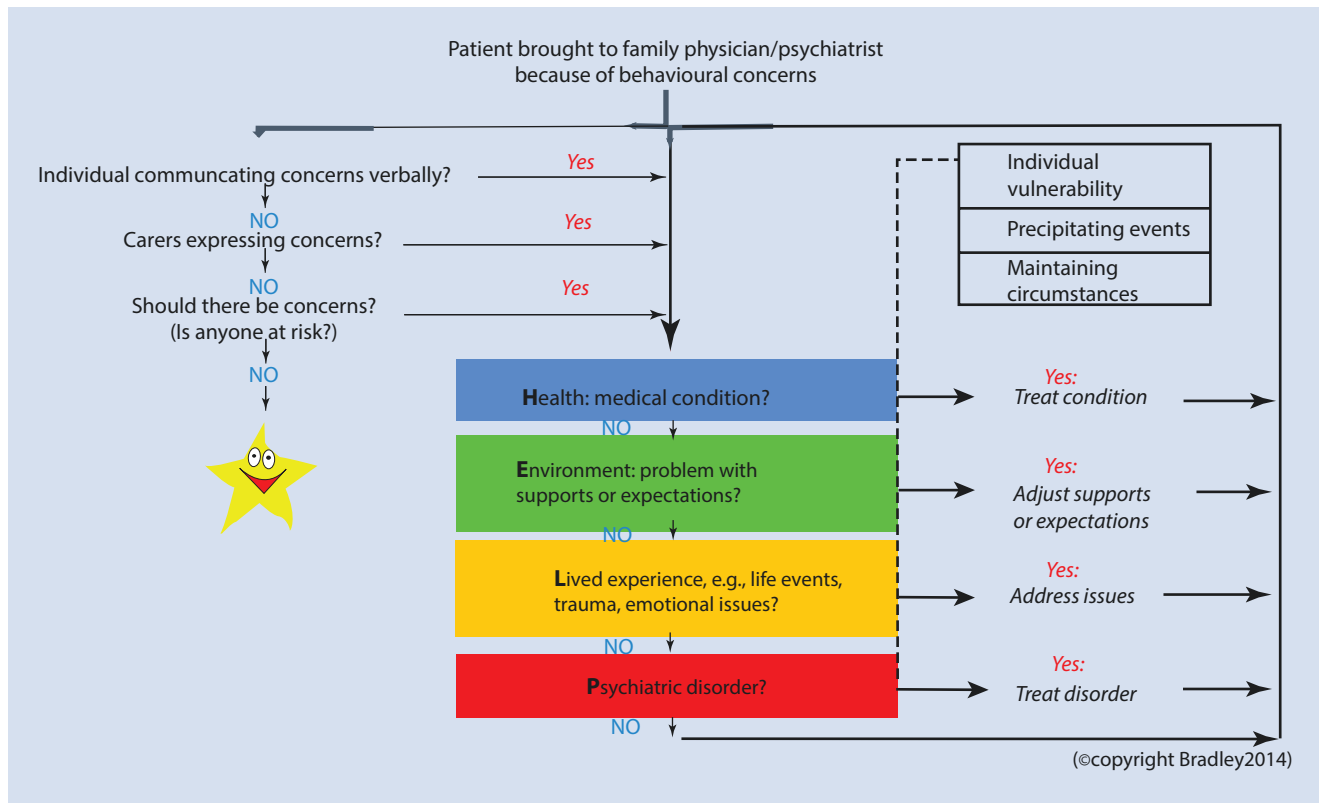 Patient brought to family physician/psychiatrist
because of behavioural concerns
Individual communcating concerns verbally?
Yes
NO
Carers expressing concerns?
Yes
NO
Should there be concerns?
(Is anyone at risk?)
Yes
NO
Individual
vulnerability
Precipitating events
Maintaining
circumstances
Health: medical condition?
Yes:
Treat condition
NO
Environment: problem with
supports or expectations?
Yes:
Adjust supports
or expectations
NO
Lived experience, e.g., life events,
trauma, emotional issues?
Yes:
Address issues
NO
Psychiatric disorder?
Yes:
Treat disorder
NO
(©copyright Bradley2014)